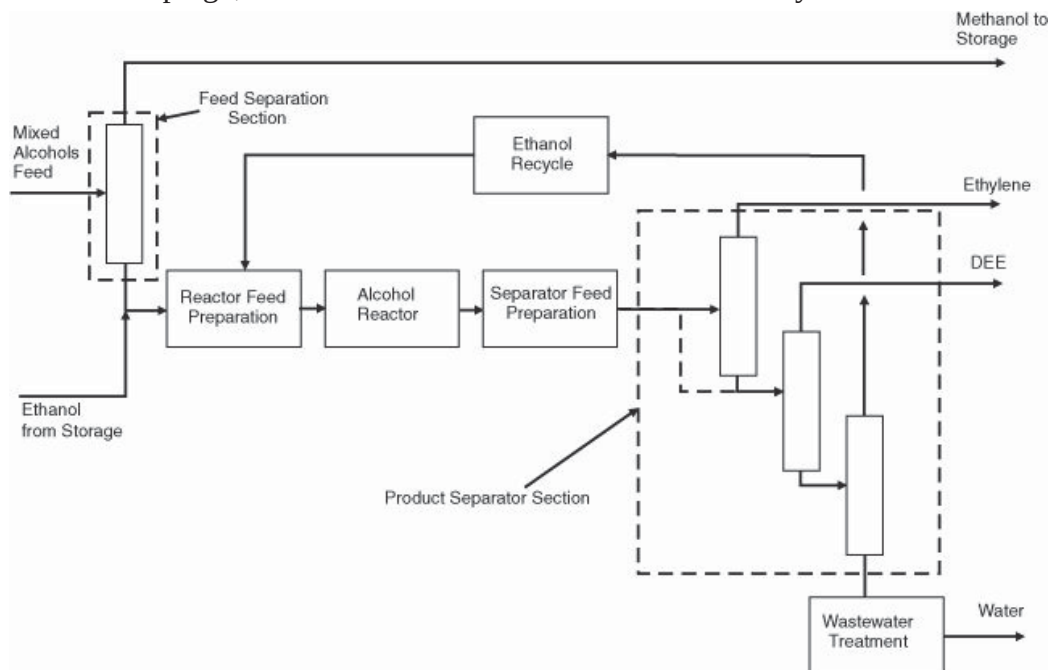 Methanol to
Storage
Feed Separation
Section
Mixed
Alcohols
Feed
Ethanol
Recycle
Ethylene
DEE
Reactor Feed
Preparation
Alcohol
Reactor
Separator Feed
Preparation
Ethanol
from Storage
Product Separator Section
Wastewater
Treatment
Water